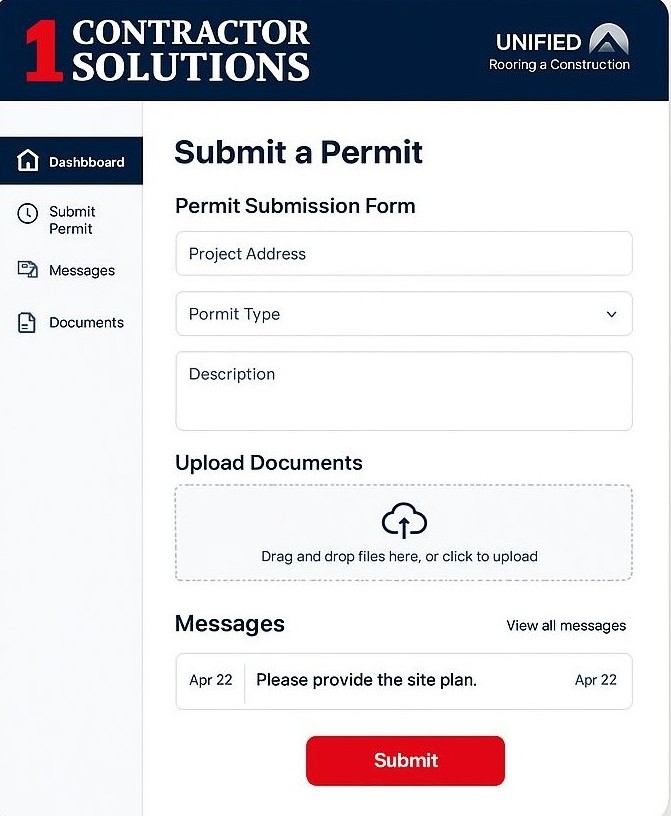 1 CONTRACTOR
SOLUTIONS
UNIFIED
Rooring a Construction
Dashbboard
Submit
Permit
Messages
Documents
Submit a Permit
Permit Submission Form
Project Address
Pormit Type
Description
Upload Documents
Drag and drop files here, or click to upload
Messages
View all messages
Apr 22
Please provide the site plan.
Apr 22
Submit